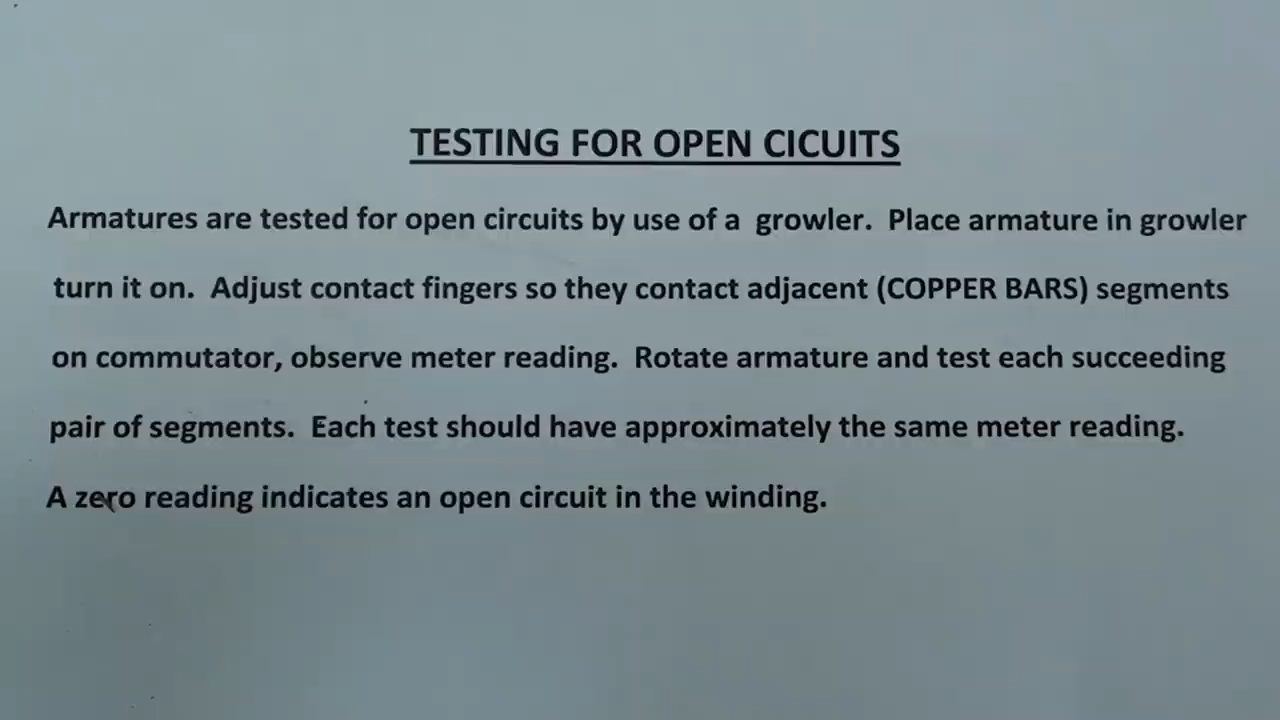 TESTING FOR OPEN CICUITS
Armatures are tested for open circuits by use of a  growler.  Place armature in growler
turn it on.  Adjust contact fingers so they contact adjacent (COPPER BARS) segments
on commutator, observe meter reading.  Rotate armature and test each succeeding
pair of segments.  Each test should have approximately the same meter reading.
A zero reading indicates an open circuit in the winding.